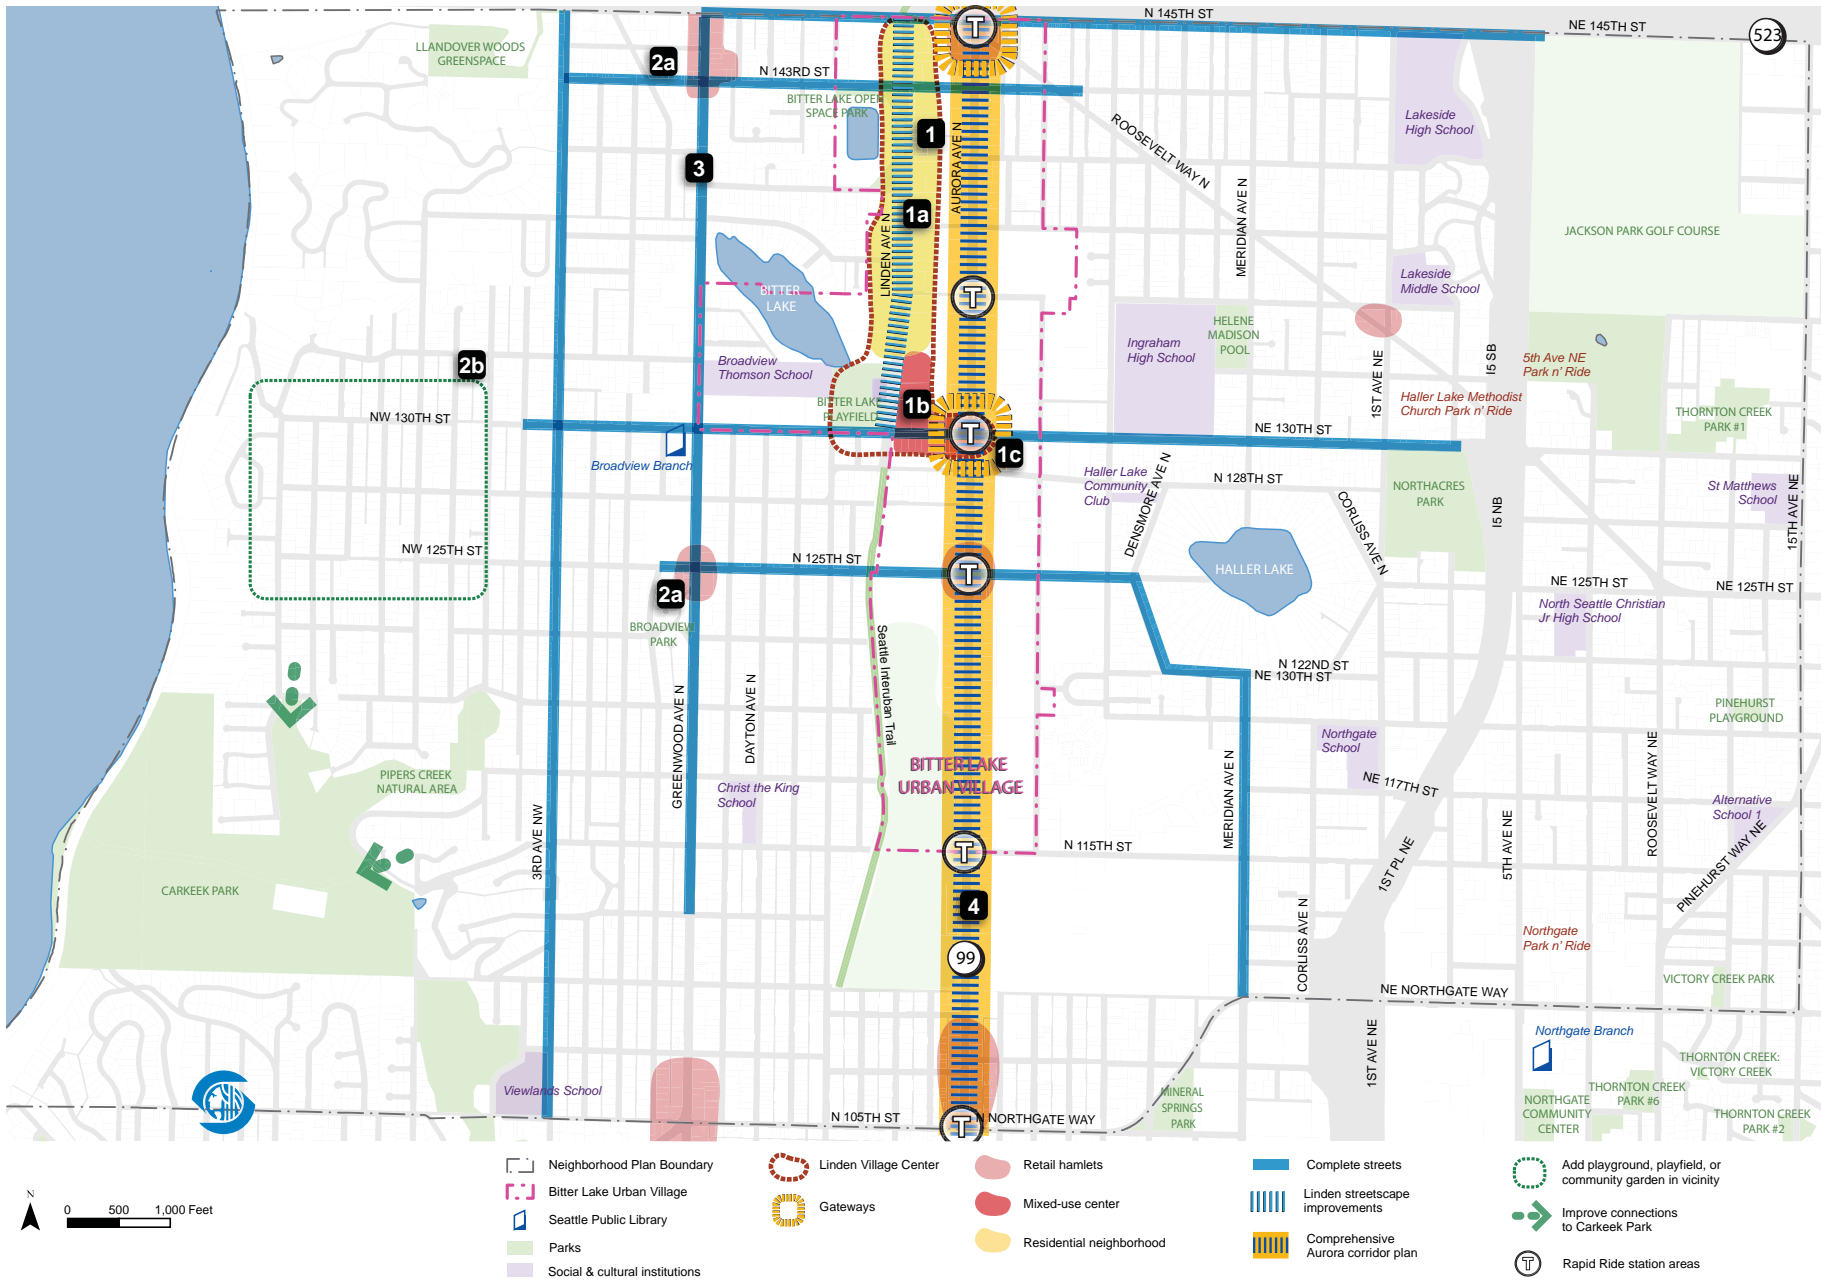 N 145TH ST
NE 145TH ST
523
LLANDOVER WOODS
GREENSPACE
2a
N 143RD ST
BITTER LAKE OPEN
SPACE PARK
1
3
1a
AURORA AVE N
LINDEN AVE N
ROOSEVELT WAY N
MERIDIAN AVE N
Lakeside
High School
JACKSON PARK GOLF COURSE
Lakeside
Middle School
BITTER
LAKE
T
T
HELENE
MADISON
POOL
Ingraham
High School
I5 SB
1ST AVE NE
5th Ave NE
Park n' Ride
Broadview
Thomson School
2b
BITTER LAKE
PLAYFIELD
1b
Haller Lake Methodist
Church Park n' Ride
THORNTON CREEK
PARK #1
NW 130TH ST
NE 130TH ST
T
1c
Broadview Branch
Haller Lake
Community
Club
DENSMORE AVE N
N 128TH ST
CORLISS AVE N
NORTHACRES
PARK
I5 NB
St Matthews
School
15TH AVE NE
NW 125TH ST
N 125TH ST
T
HALLER LAKE
NE 125TH ST
NE 125TH ST
2a
North Seattle Christian
Jr High School
BROADVIEW
PARK
Seattle Interuban Trail
N 122ND ST
NE 130TH ST
GREENWOOD AVE N
DAYTON AVE N
PINEHURST
PLAYGROUND
Northgate
School
PIPERS CREEK
NATURAL AREA
BITTER LAKE
URBAN VILLAGE
Christ the King
School
MERIDIAN AVE N
NE 117TH ST
ROOSEVELT WAY NE
Alternative
School 1
3RD AVE NW
T
N 115TH ST
1ST PL NE
5TH AVE NE
PINEHURST WAY NE
CARKEEK PARK
4
99
CORLISS AVE N
Northgate
Park n' Ride
VICTORY CREEK PARK
NE NORTHGATE WAY
1ST AVE NE
Northgate Branch
THORNTON CREEK:
VICTORY CREEK
Viewlands School
MINERAL
SPRINGS
PARK
THORNTON CREEK
PARK #6
NORTHGATE
COMMUNITY
CENTER
THORNTON CREEK
PARK #2
N 105TH ST
T
N NORTHGATE WAY
N
0 500 1,000 Feet
Neighborhood Plan Boundary
Bitter Lake Urban Village
Seattle Public Library
Parks
Social & cultural institutions
Linden Village Center
Gateways
Retail hamlets
Mixed-use center
Residential neighborhood
Complete streets
Linden streetscape
improvements
Comprehensive
Aurora corridor plan
Add playground, playfield, or
community garden in vicinity
Improve connections
to Carkeek Park
T
Rapid Ride station areas